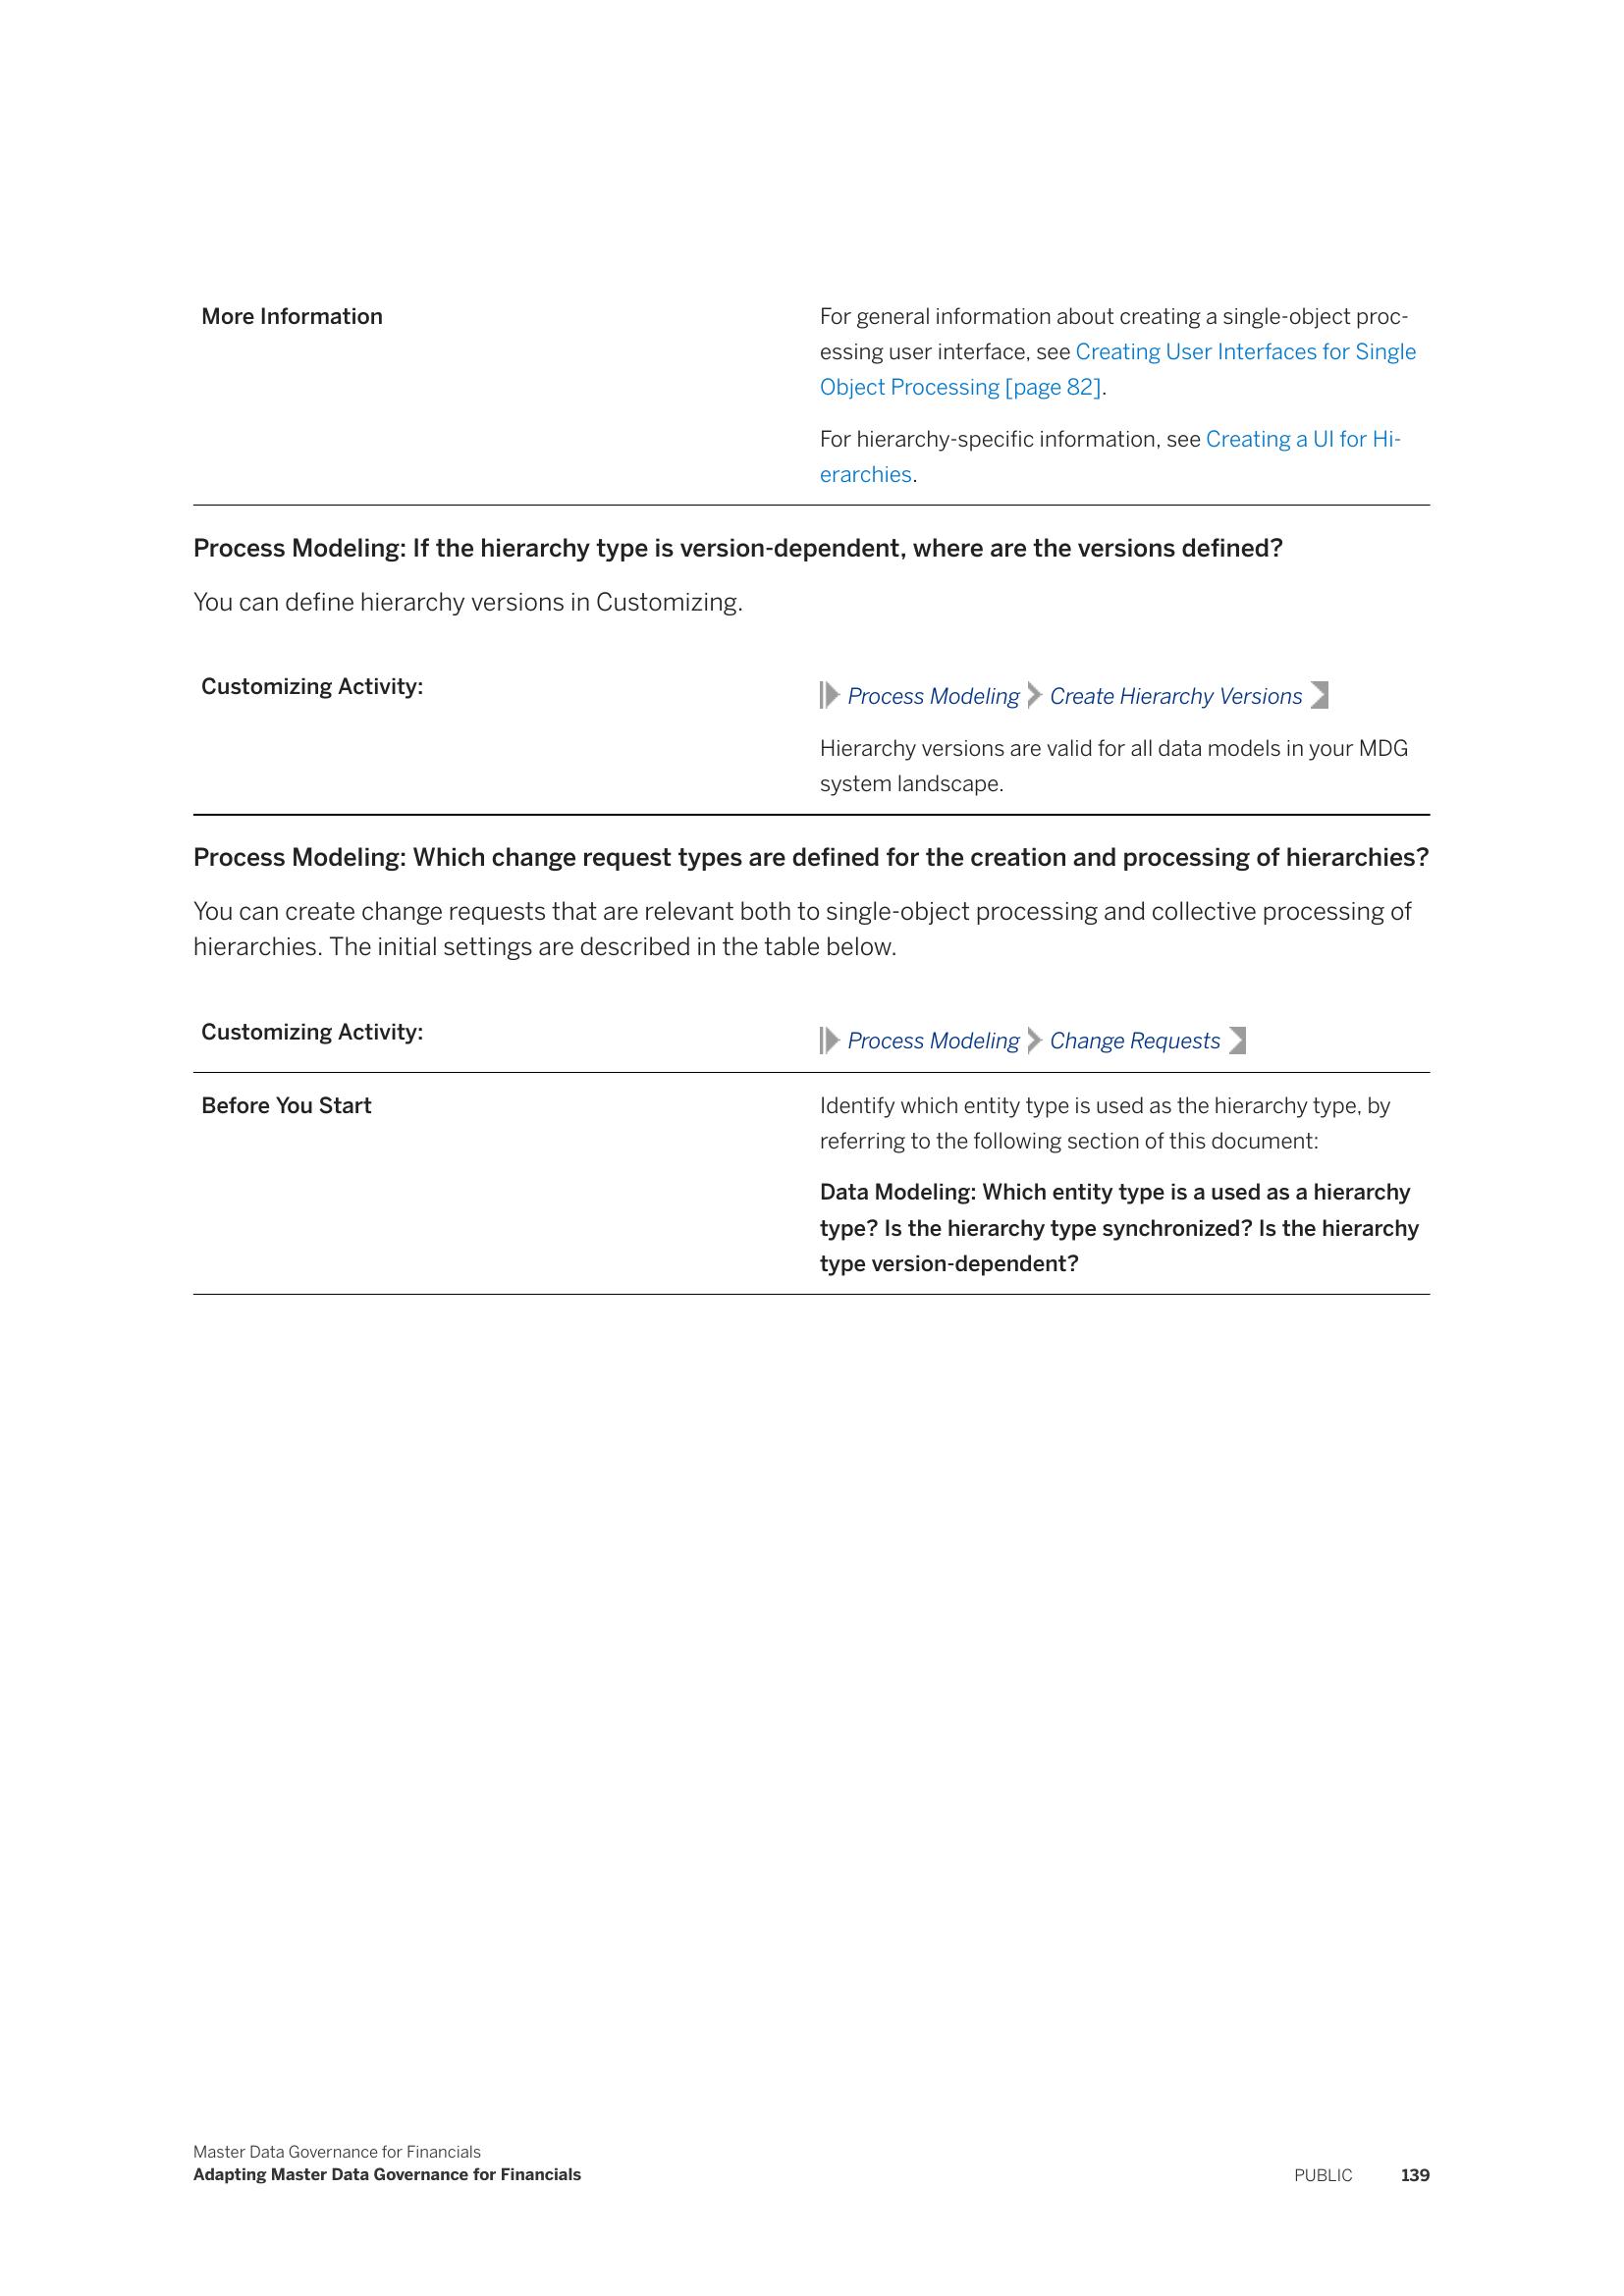 More Information
For general information about creating a single-object proc-
essing user interface, see Creating User Interfaces for Single
Object Processing [page 82].
For hierarchy-specific information, see Creating a UI for Hi-
erarchies.
Process Modeling: If the hierarchy type is version-dependent, where are the versions defined?
You can define hierarchy versions in Customizing.
Customizing Activity:
Process Modeling Create Hierarchy Versions
Hierarchy versions are valid for all data models in your MDG
system landscape.
Process Modeling: Which change request types are defined for the creation and processing of hierarchies?
You can create change requests that are relevant both to single-object processing and collective processing of
hierarchies. The initial settings are described in the table below.
Customizing Activity:
Process Modeling Change Requests
Before You Start
Identify which entity type is used as the hierarchy type, by
referring to the following section of this document:
Data Modeling: Which entity type is a used as a hierarchy
type? Is the hierarchy type synchronized? Is the hierarchy
type version-dependent?
Master Data Governance for Financials
Adapting Master Data Governance for Financials
PUBLIC 139